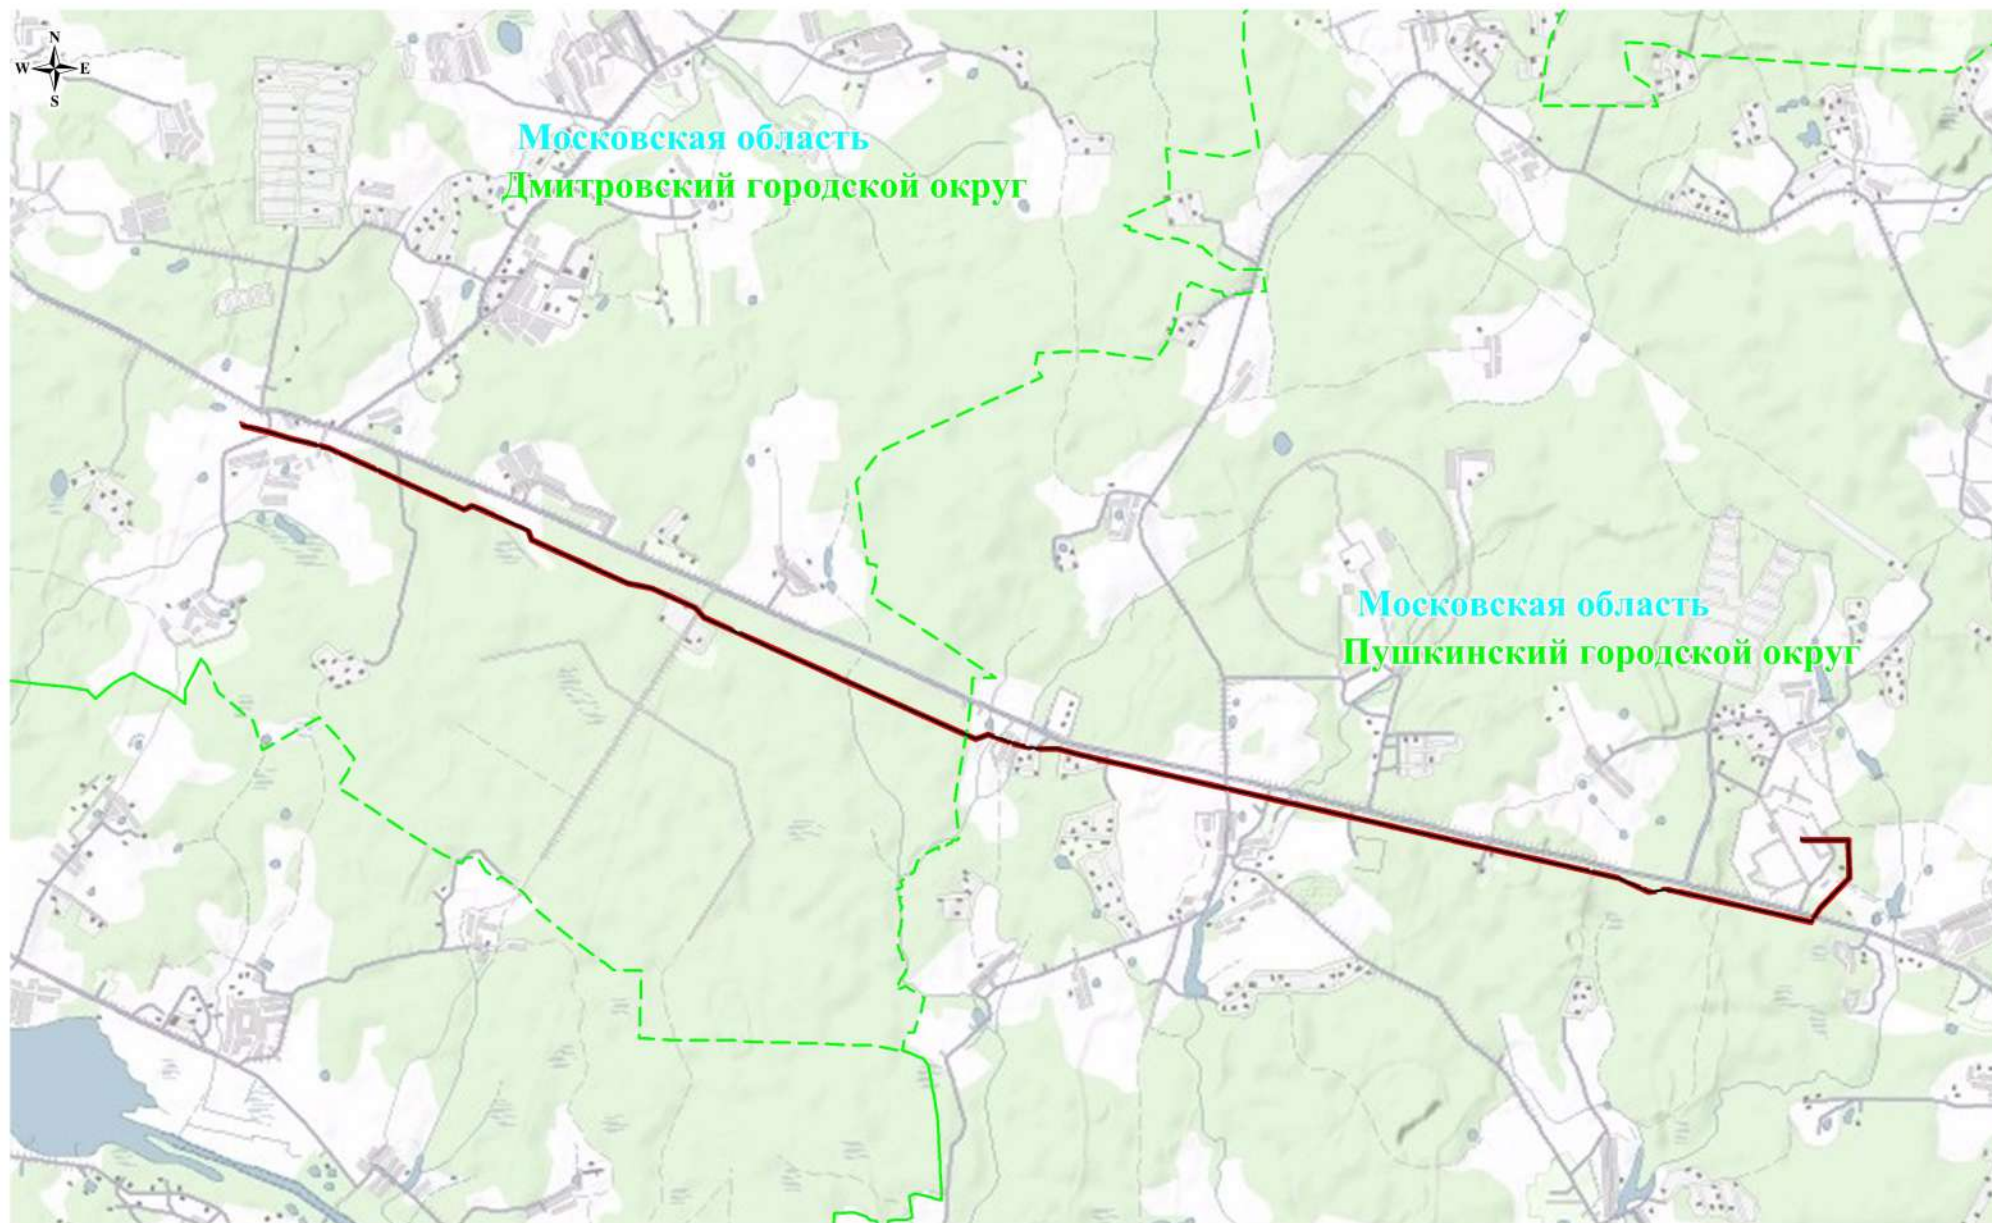 N
W E
S
Московская область
Дмитровский городской округ
Московская область
Пушкинский городской округ